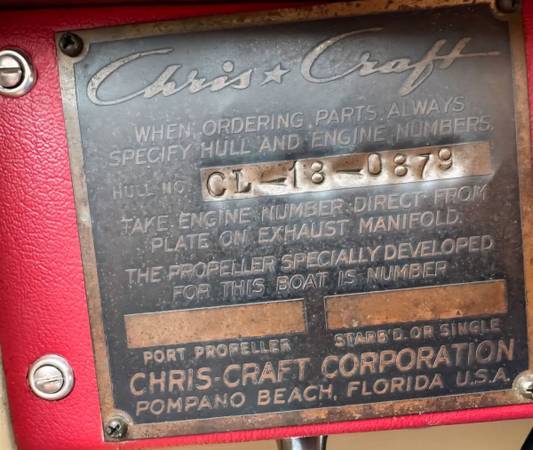 Chris ★ Craft
WHEN ORDERING PARTS ALWAYS
SPECIFY HULL AND ENGINE NUMBERS.
HULL NO. CL-18-0879
TAKE ENGINE NUMBER DIRECT FROM
PLATE ON EXHAUST MANIFOLD.
THE PROPELLER SPECIALLY DEVELOPED
FOR THIS BOAT IS NUMBER
PORT PROPELLER STARB'D. OR SINGLE
CHRIS-CRAFT CORPORATION
POMPANO BEACH, FLORIDA U.S.A.